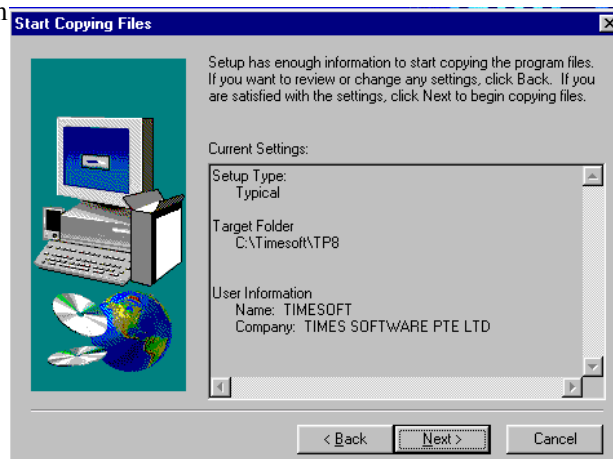 n
Start Copying Files
Setup has enough information to start copying the program files.
If you want to review or change any settings, click Back. If you
are satisfied with the settings, click Next to begin copying files.
Current Settings:
Setup Type:
Typical
Target Folder
C:\Timesoft\TP8
User Information
Name: TIMESOFT
Company: TIMES SOFTWARE PTE LTD
< Back
Next >
Cancel